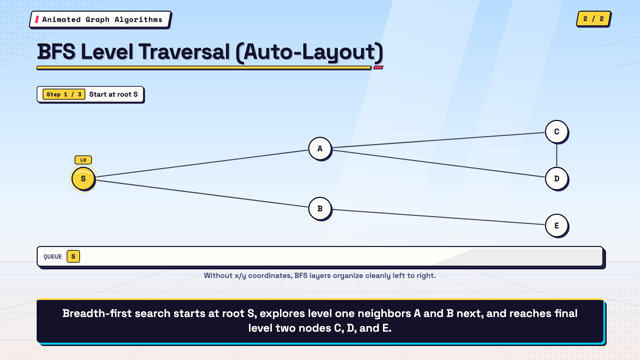 Animated Graph Algorithms
2 / 2
BFS Level Traversal (Auto-Layout)
Step 1 / 3 Start at root S
C
A
L0
S
D
B
E
QUEUE S
Without x/y coordinates, BFS layers organize cleanly left to right.
Breadth-first search starts at root S, explores level one neighbors A and B next, and reaches final
level two nodes C, D, and E.